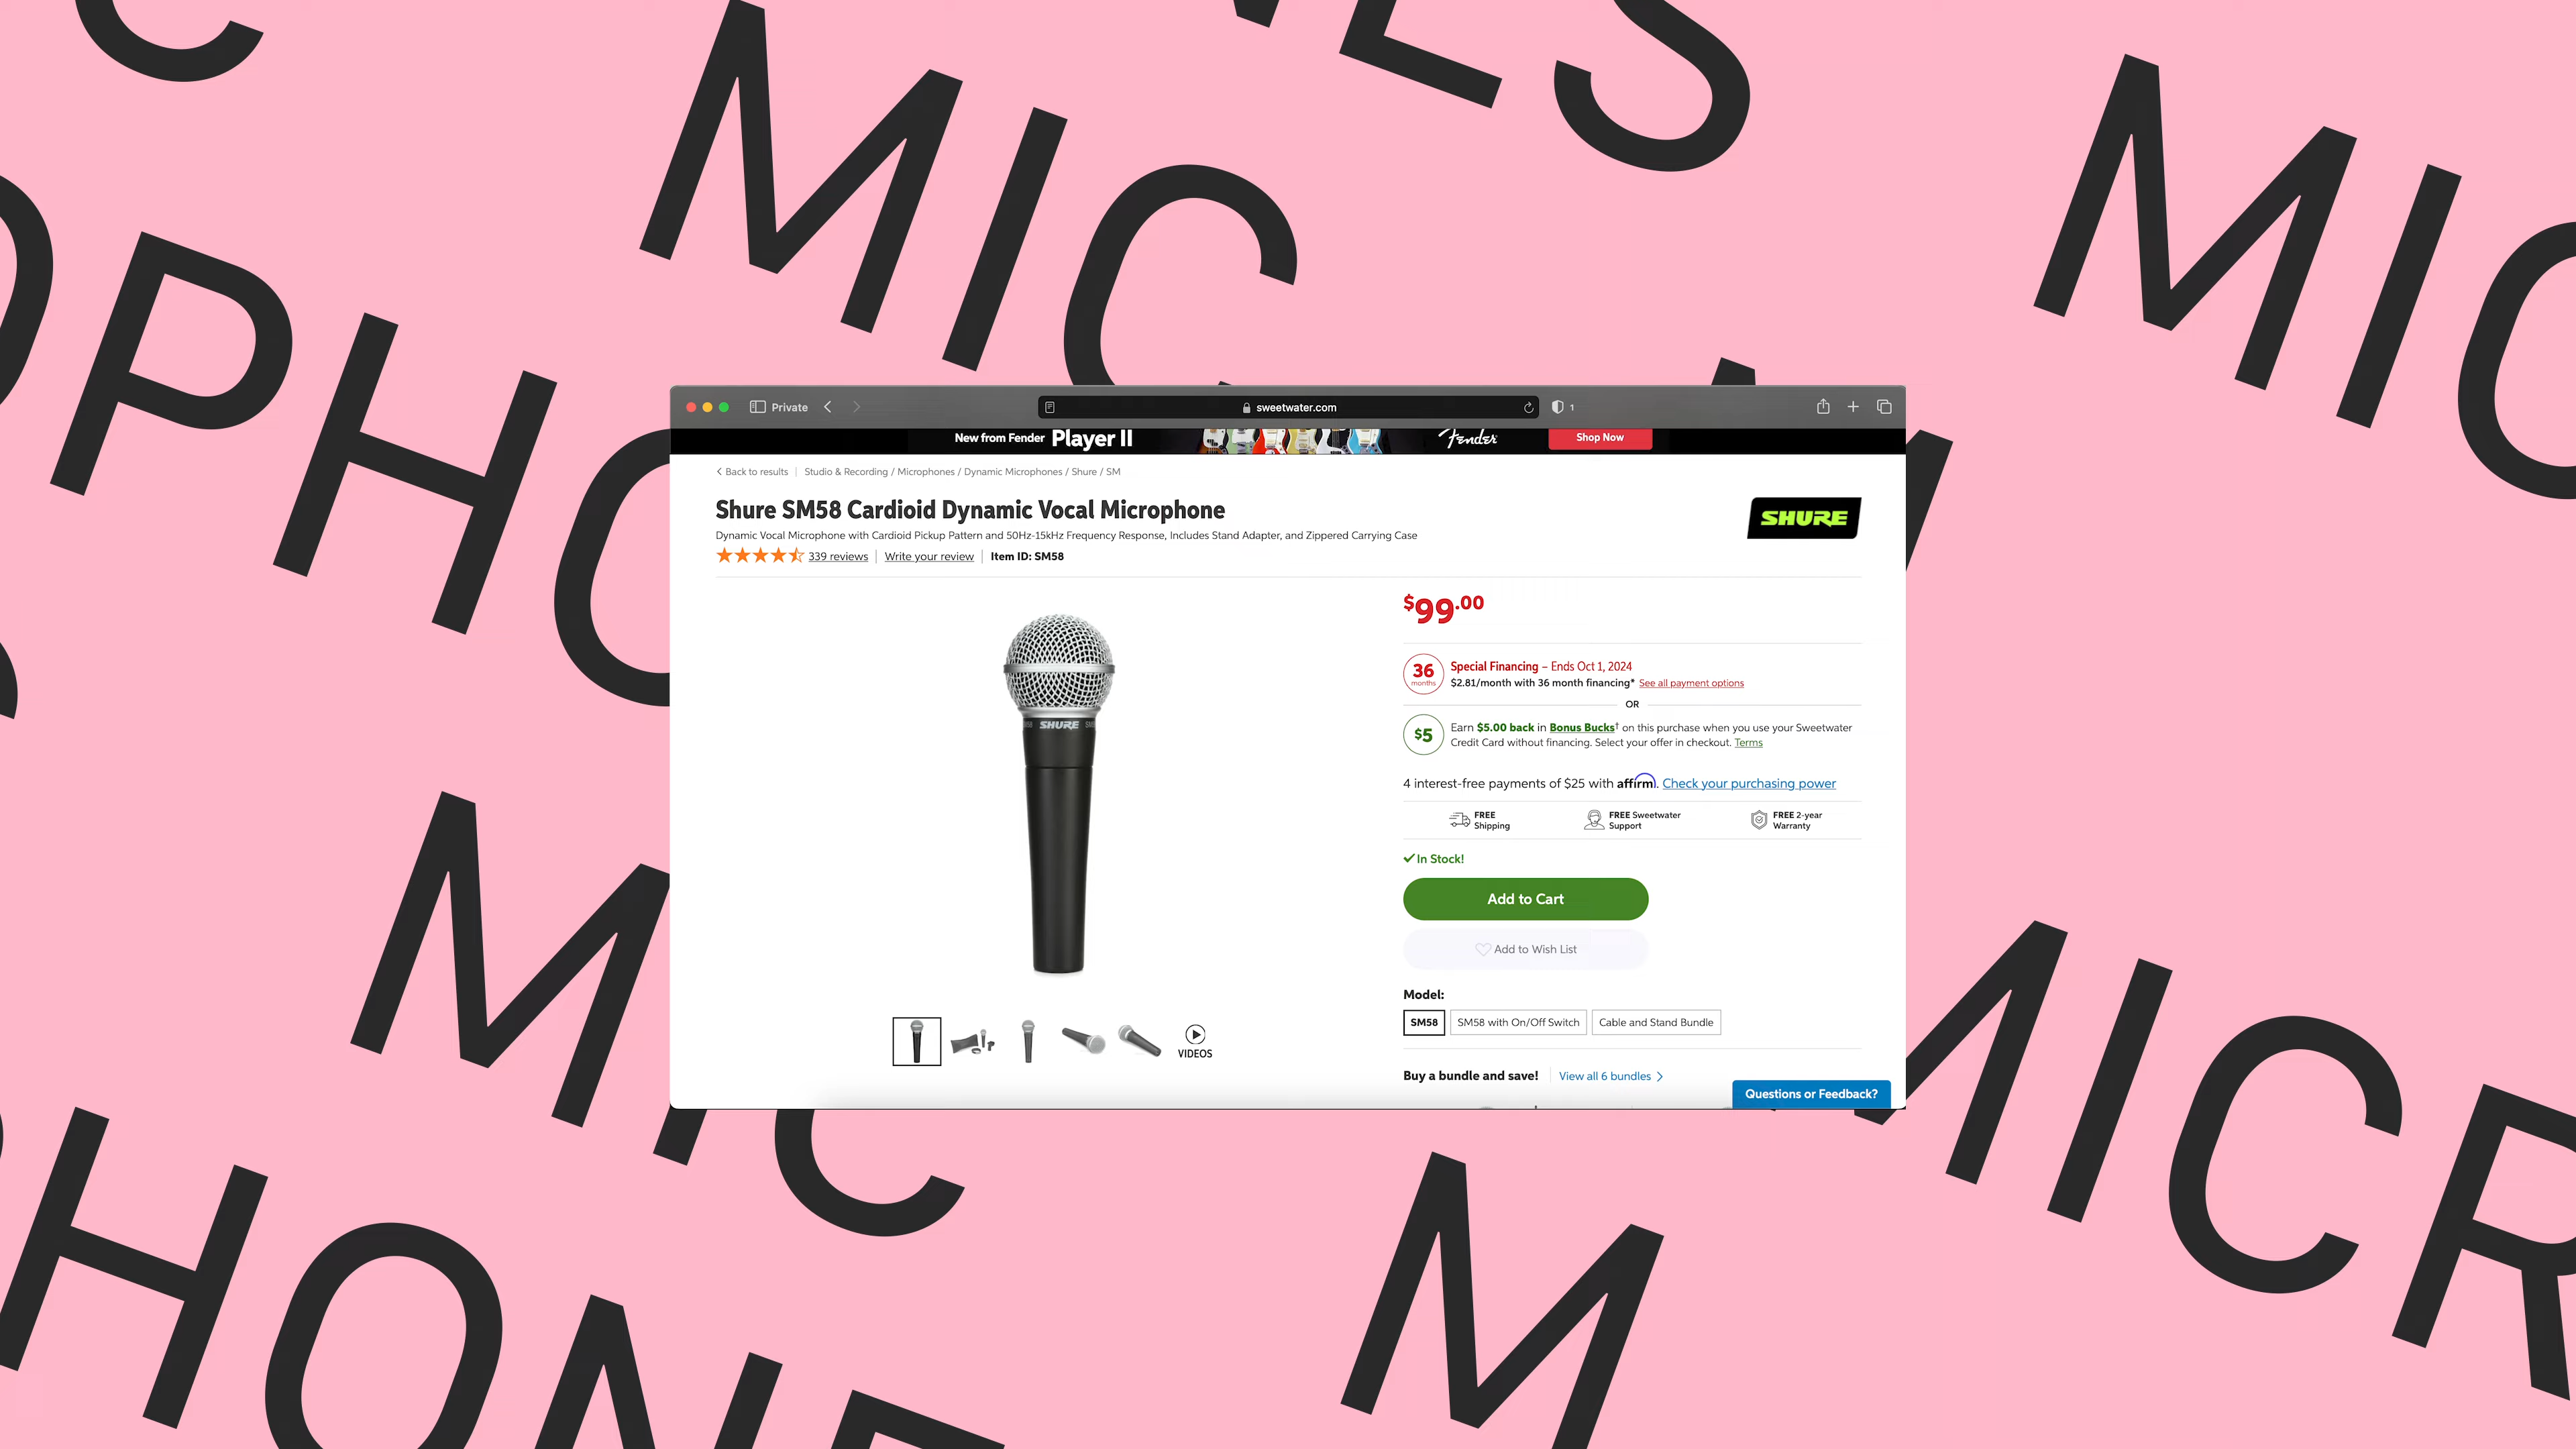 MIC
MIC
OPHO
MIC
HONE
M
MICR
Private
sweetwater.com
1
New from Fender Player II
Fender
Shop Now
Back to results
Studio & Recording / Microphones / Dynamic Microphones / Shure / SM
Shure SM58 Cardioid Dynamic Vocal Microphone
SHURE
Dynamic Vocal Microphone with Cardioid Pickup Pattern and 50Hz-15kHz Frequency Response, Includes Stand Adapter, and Zippered Carrying Case
339 reviews
Write your review
Item ID: SM58
SHURE
$99.00
36 months
Special Financing – Ends Oct 1, 2024
$2.81/month with 36 month financing* See all payment options
OR
$5
Earn $5.00 back in Bonus Bucks† on this purchase when you use your Sweetwater
Credit Card without financing. Select your offer in checkout. Terms
4 interest-free payments of $25 with affirm. Check your purchasing power
FREE
Shipping
FREE Sweetwater
Support
FREE 2-year
Warranty
In Stock!
Add to Cart
Add to Wish List
Model:
SM58
SM58 with On/Off Switch
Cable and Stand Bundle
VIDEOS
Buy a bundle and save!
View all 6 bundles
Questions or Feedback?